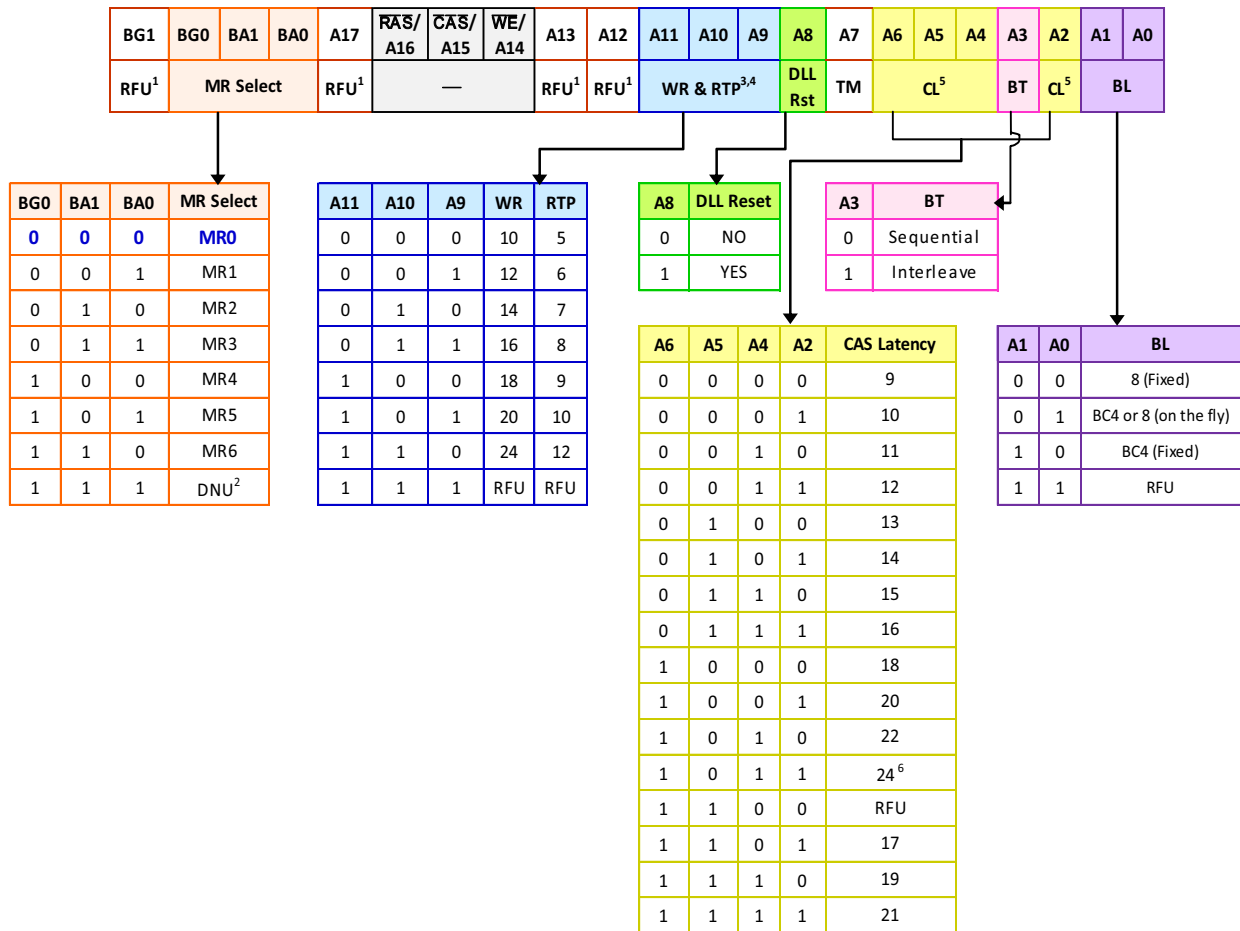 BG1 BG0 BA1 BA0 A17 RAS/ A16 CAS/ A15 WE/ A14 A13 A12 A11 A10 A9 A8 A7 A6 A5 A4 A3 A2 A1 A0
RFU1 MR Select RFU1 — RFU1 RFU1 WR & RTP3,4 DLL Rst TM CL5 BT CL5 BL
BG0 BA1 BA0 MR Select
0 0 0 MR0
0 0 1 MR1
0 1 0 MR2
0 1 1 MR3
1 0 0 MR4
1 0 1 MR5
1 1 0 MR6
1 1 1 DNU2
A11 A10 A9 WR RTP
0 0 0 10 5
0 0 1 12 6
0 1 0 14 7
0 1 1 16 8
1 0 0 18 9
1 0 1 20 10
1 1 0 24 12
1 1 1 RFU RFU
A8 DLL Reset
0 NO
1 YES
A3 BT
0 Sequential
1 Interleave
A6 A5 A4 A2 CAS Latency
0 0 0 0 9
0 0 0 1 10
0 0 1 0 11
0 0 1 1 12
0 1 0 0 13
0 1 0 1 14
0 1 1 0 15
0 1 1 1 16
1 0 0 0 18
1 0 0 1 20
1 0 1 0 22
1 0 1 1 24 6
1 1 0 0 RFU
1 1 0 1 17
1 1 1 0 19
1 1 1 1 21
A1 A0 BL
0 0 8 (Fixed)
0 1 BC4 or 8 (on the fly)
1 0 BC4 (Fixed)
1 1 RFU